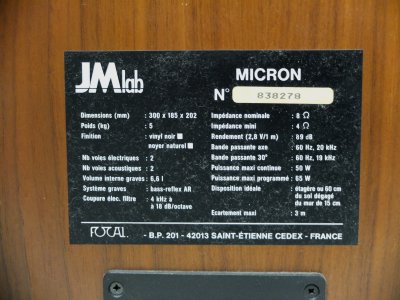 JMlab
MICRON
N° 838278
Dimensions (mm) : 300 x 185 x 202
Poids (kg) : 5
Finition : vinyl noir
noyer naturel
Nb voies électriques : 2
Nb voies acoustiques : 2
Volume interne graves : 6,6 l
Système graves : bass-reflex AR
Coupure élec. filtre : 4 kHz à
à 18 dB/octave
Impédance nominale : 8 Ω
Impédance mini : 4 Ω
Rendement (2,8 V/1 m) : 89 dB
Bande passante axe : 60 Hz, 20 kHz
Bande passante 30° : 60 Hz, 19 kHz
Puissance maxi continue : 50 W
Puissance maxi programme : 65 W
Disposition idéale : étagère ou 60 cm
du sol dégagé
du mur de 15 cm
Ecartement maxi : 3 m
FOCAL - B.P. 201 - 42013 SAINT-ÉTIENNE CEDEX - FRANCE